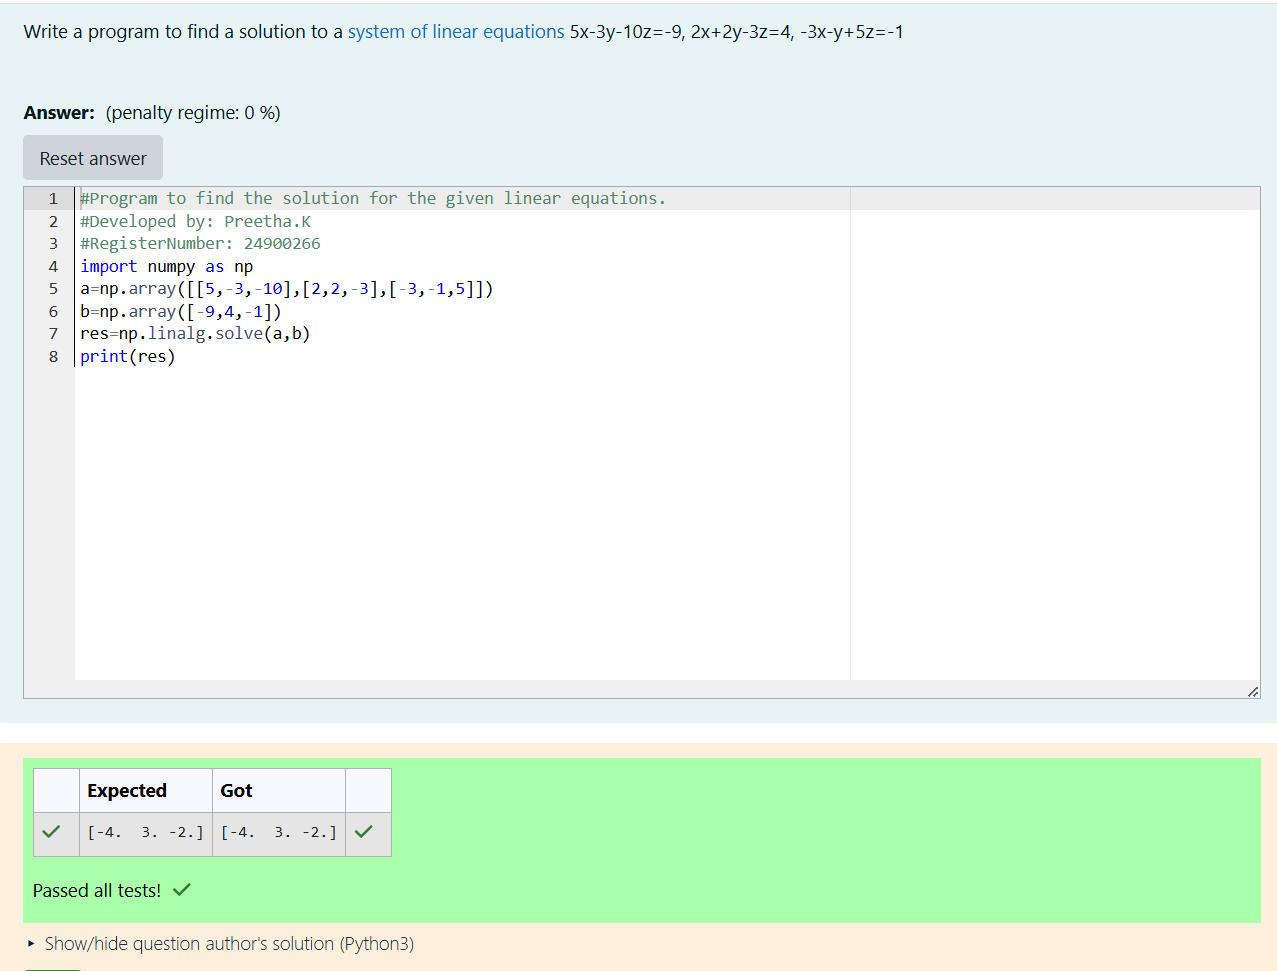 Write a program to find a solution to a system of linear equations 5x-3y-10z=-9, 2x+2y-3z=4, -3x-y+5z=-1
Answer: (penalty regime: 0 %)
Reset answer
1 #Program to find the solution for the given linear equations.
2 #Developed by: Preetha.K
3 #RegisterNumber: 24900266
4 import numpy as np
5 a=np.array([[5,-3,-10],[2,2,-3],[-3,-1,5]])
6 b=np.array([-9,4,-1])
7 res=np.linalg.solve(a,b)
8 print(res)
Expected Got
[-4.  3. -2.] [-4.  3. -2.]
Passed all tests!
Show/hide question author's solution (Python3)